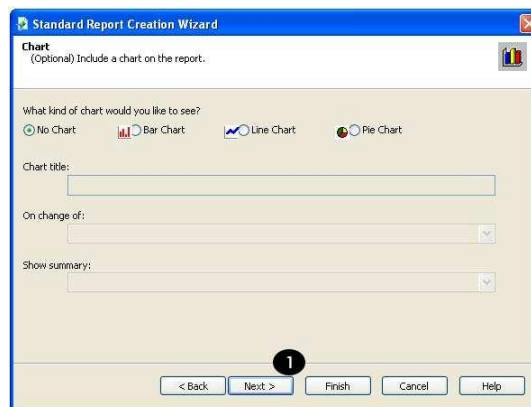 Standard Report Creation Wizard
Chart
(Optional) Include a chart on the report.
What kind of chart would you like to see?
No Chart Bar Chart Line Chart Pie Chart
Chart title:
On change of:
Show summary:
1
< Back Next > Finish Cancel Help